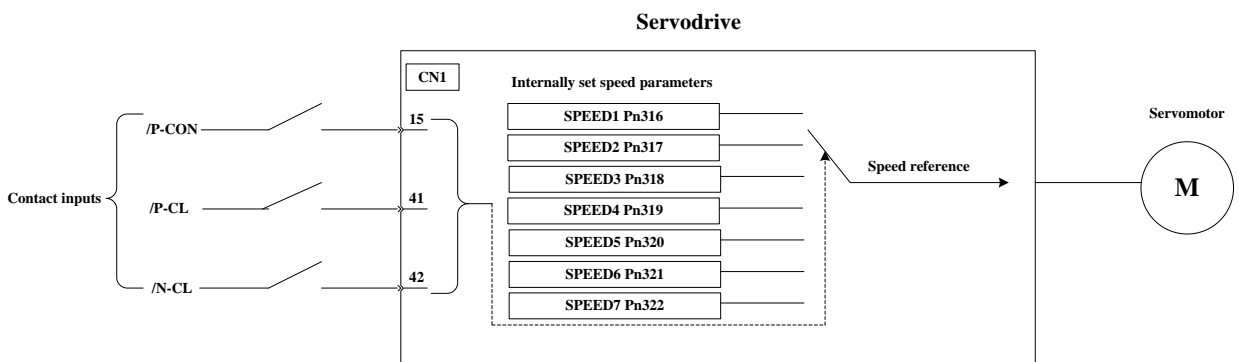 Servodrive
CN1
Internally set speed parameters
Contact inputs
/P-CON
15
/P-CL
41
/N-CL
42
SPEED1 Pn316
SPEED2 Pn317
SPEED3 Pn318
SPEED4 Pn319
SPEED5 Pn320
SPEED6 Pn321
SPEED7 Pn322
Speed reference
Servomotor
M